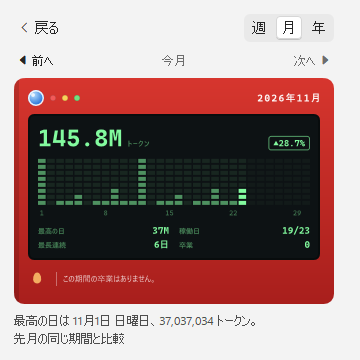 戻る
週 月 年
前へ 今月 次へ
2026年11月
145.8M トークン ▲28.7%
1 8 15 22 29
最高の日 37M 稼働日 19/23
最長連続 6日 卒業 0
この期間の卒業はありません。
最高の日は 11月1日 日曜日、37,037,034 トークン。
先月の同じ期間と比較